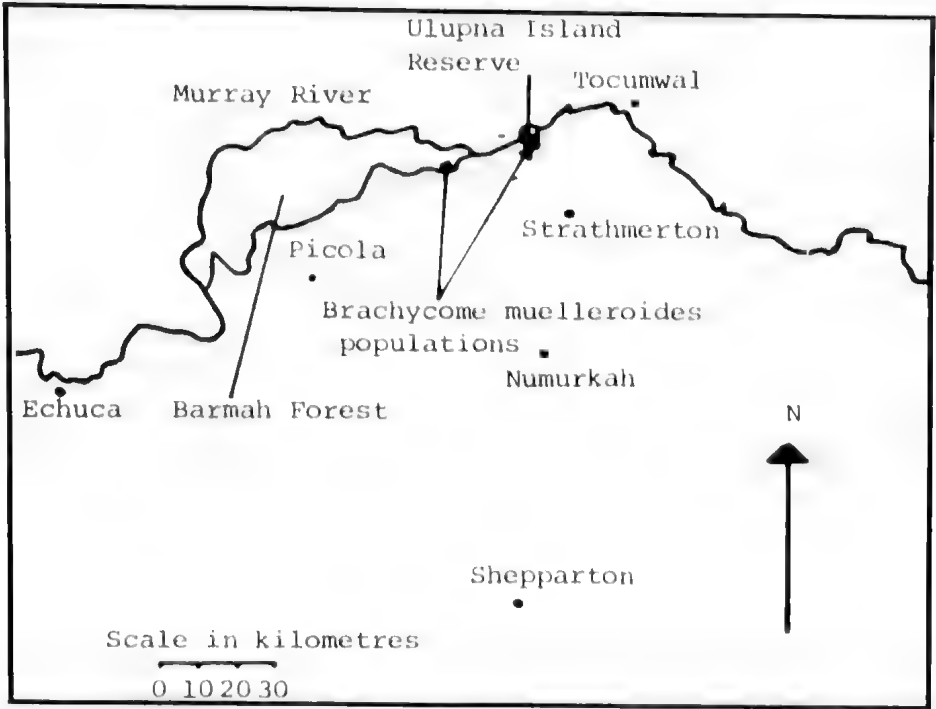 Ulupna Island
Reserve
Tocumwal
Murray River
Strathmerton
Picola
Brachycome muelleroides
populations
Numurkah
Echuca
Barmah Forest
N
Shepparton
Scale in kilometres
0 10 20 30